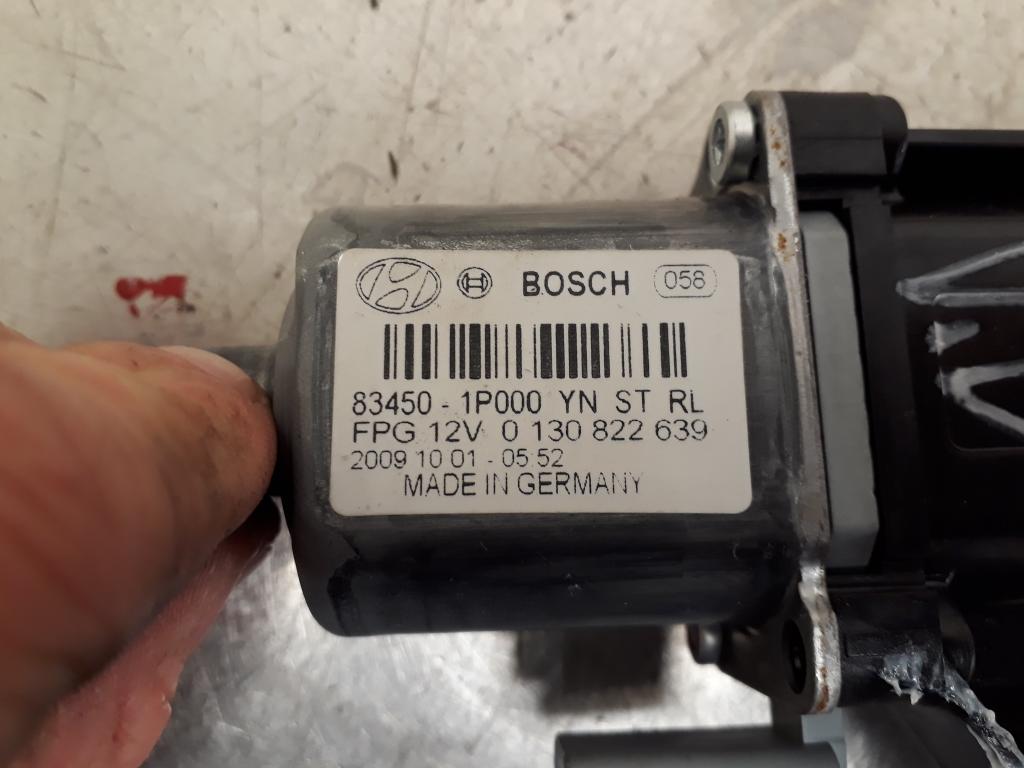 BOSCH 058
83450 - 1P000 YN ST RL
FPG 12V 0 130 822 639
2009 10 01 - 05:52
MADE IN GERMANY